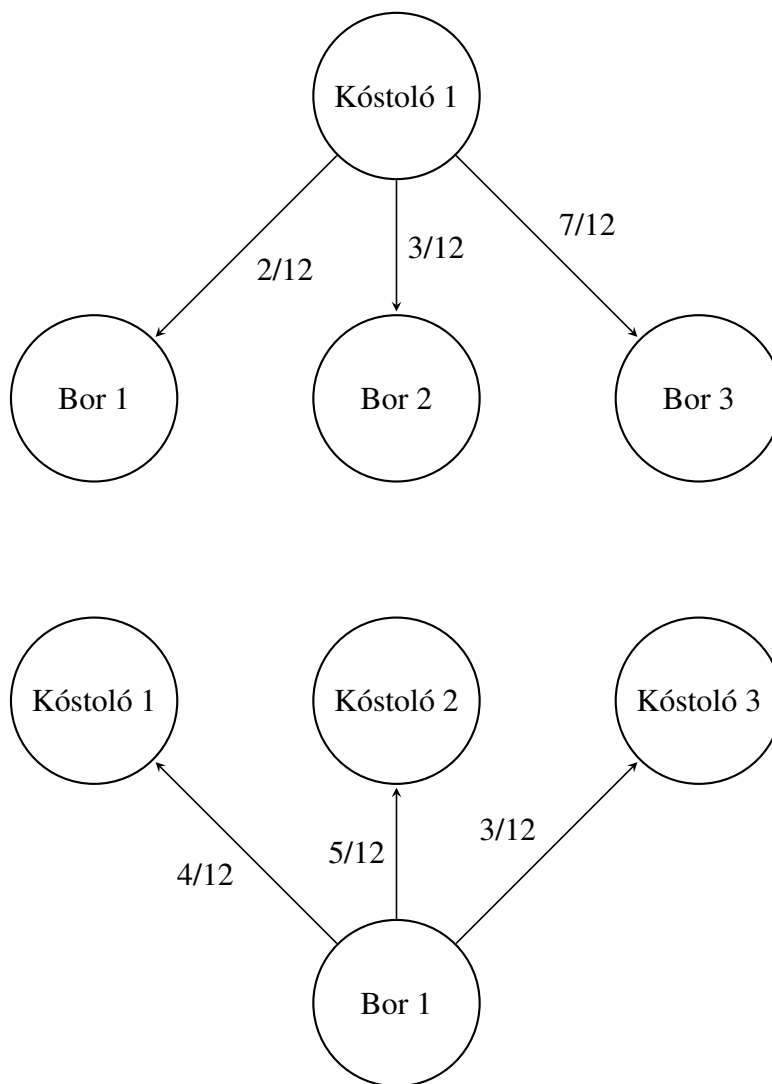 Kóstoló 1
2/12
3/12
7/12
Bor 1
Bor 2
Bor 3
Kóstoló 1
Kóstoló 2
Kóstoló 3
4/12
5/12
3/12
Bor 1